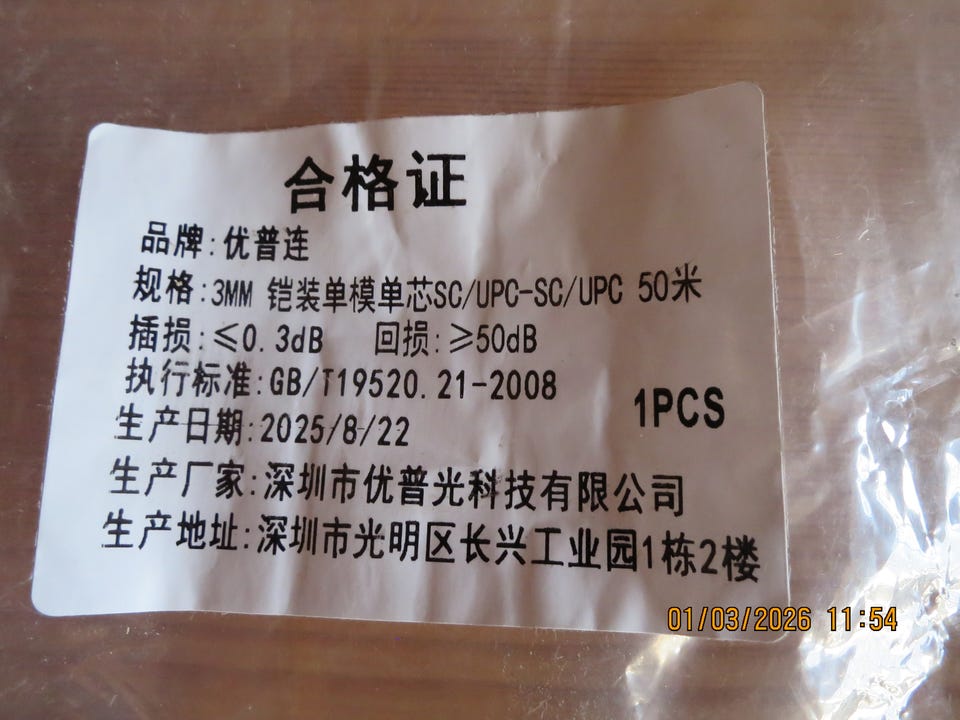 合格证
品牌:优普连
规格:3MM 铠装单模单芯SC/UPC-SC/UPC 50米
插损:≤0.3dB 回损:≥50dB
执行标准:GB/T19520.21-2008
1PCS
生产日期:2025/8/22
生产厂家:深圳市优普光科技有限公司
生产地址:深圳市光明区长兴工业园1栋2楼
01/03/2026 11:54